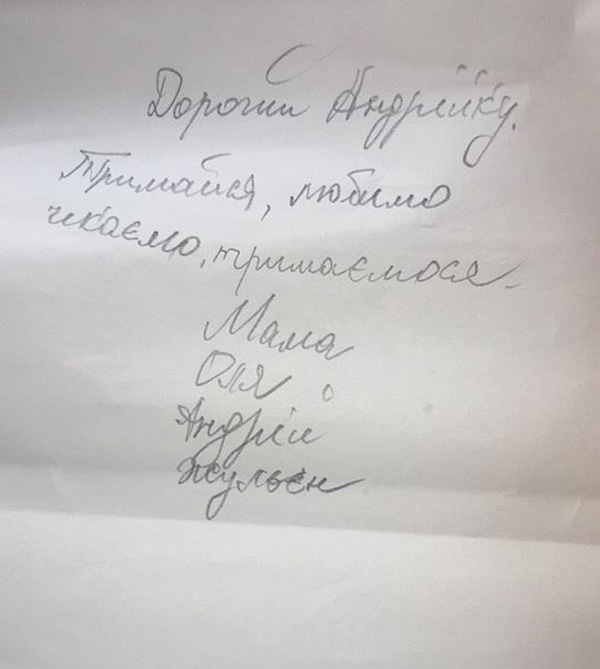 Дорогий Андрійку.
Тримайся, любимо
чекаємо, тримаємося.
Мама
Оля
Андрій
Жульєн